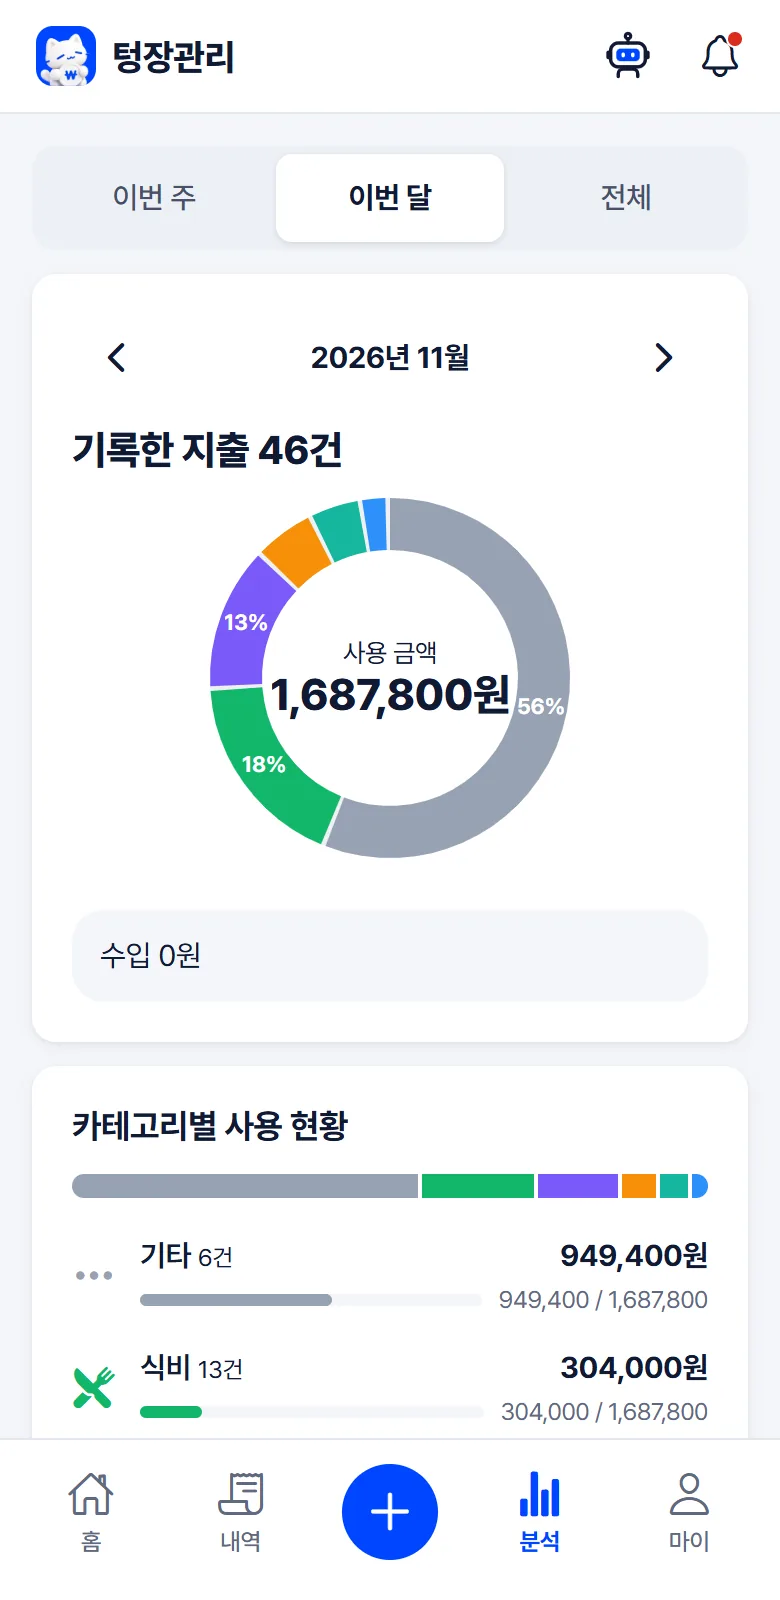 텅장관리
이번 주
이번 달
전체
2026년 11월
기록한 지출 46건
13%
사용 금액
1,687,800원
56%
18%
수입 0원
카테고리별 사용 현황
기타 6건
949,400원
949,400 / 1,687,800
식비 13건
304,000원
304,000 / 1,687,800
홈
내역
분석
마이